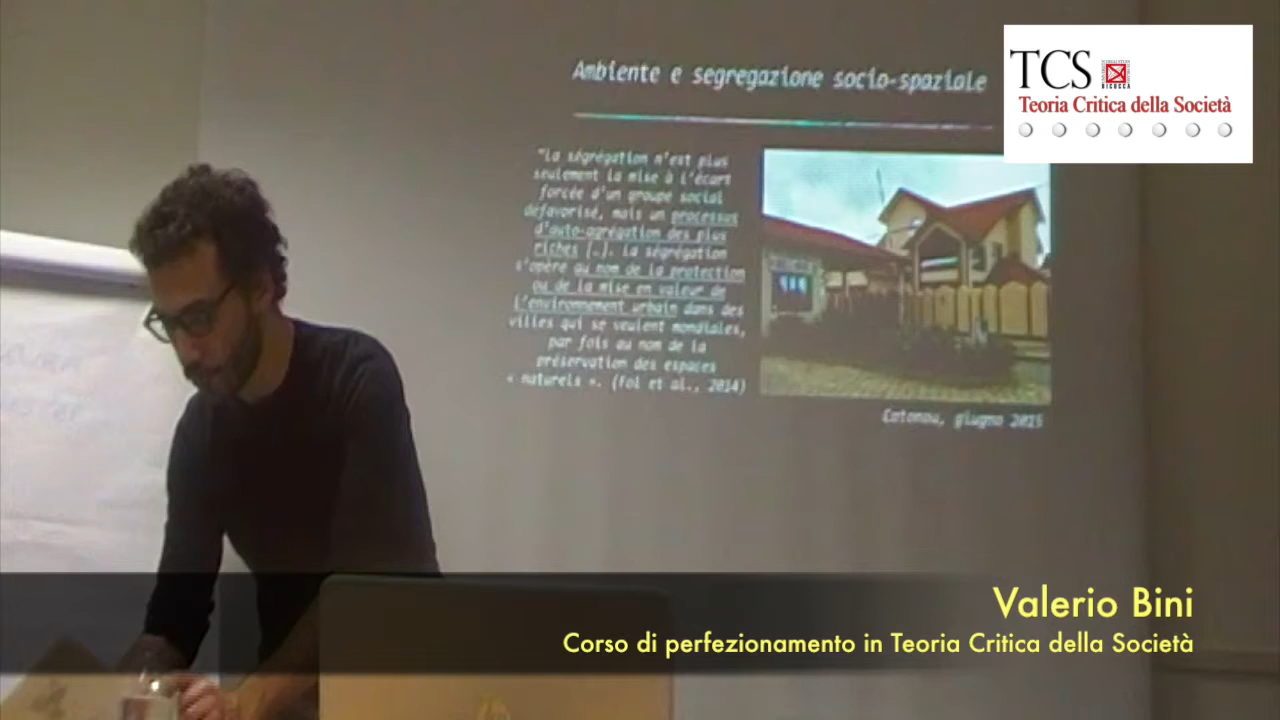 Ambiente e segregazione socio-spaziale
TCS
BICOCCA
Teoria Critica della Società
"La ségrégation n'est plus
seulement la mise à l'écart
forcée d'un groupe social
défavorisé, mais un processus
d'auto-agrégation des plus
riches […]. La ségrégation
s'opère au nom de la protection
ou de la mise en valeur de
l'environnement urbain dans des
villes qui se veulent mondiales,
par fois au nom de la
préservation des espaces
« naturels ». (Fol et al., 2014)
Cotonou, giugno 2015
Valerio Bini
Corso di perfezionamento in Teoria Critica della Società